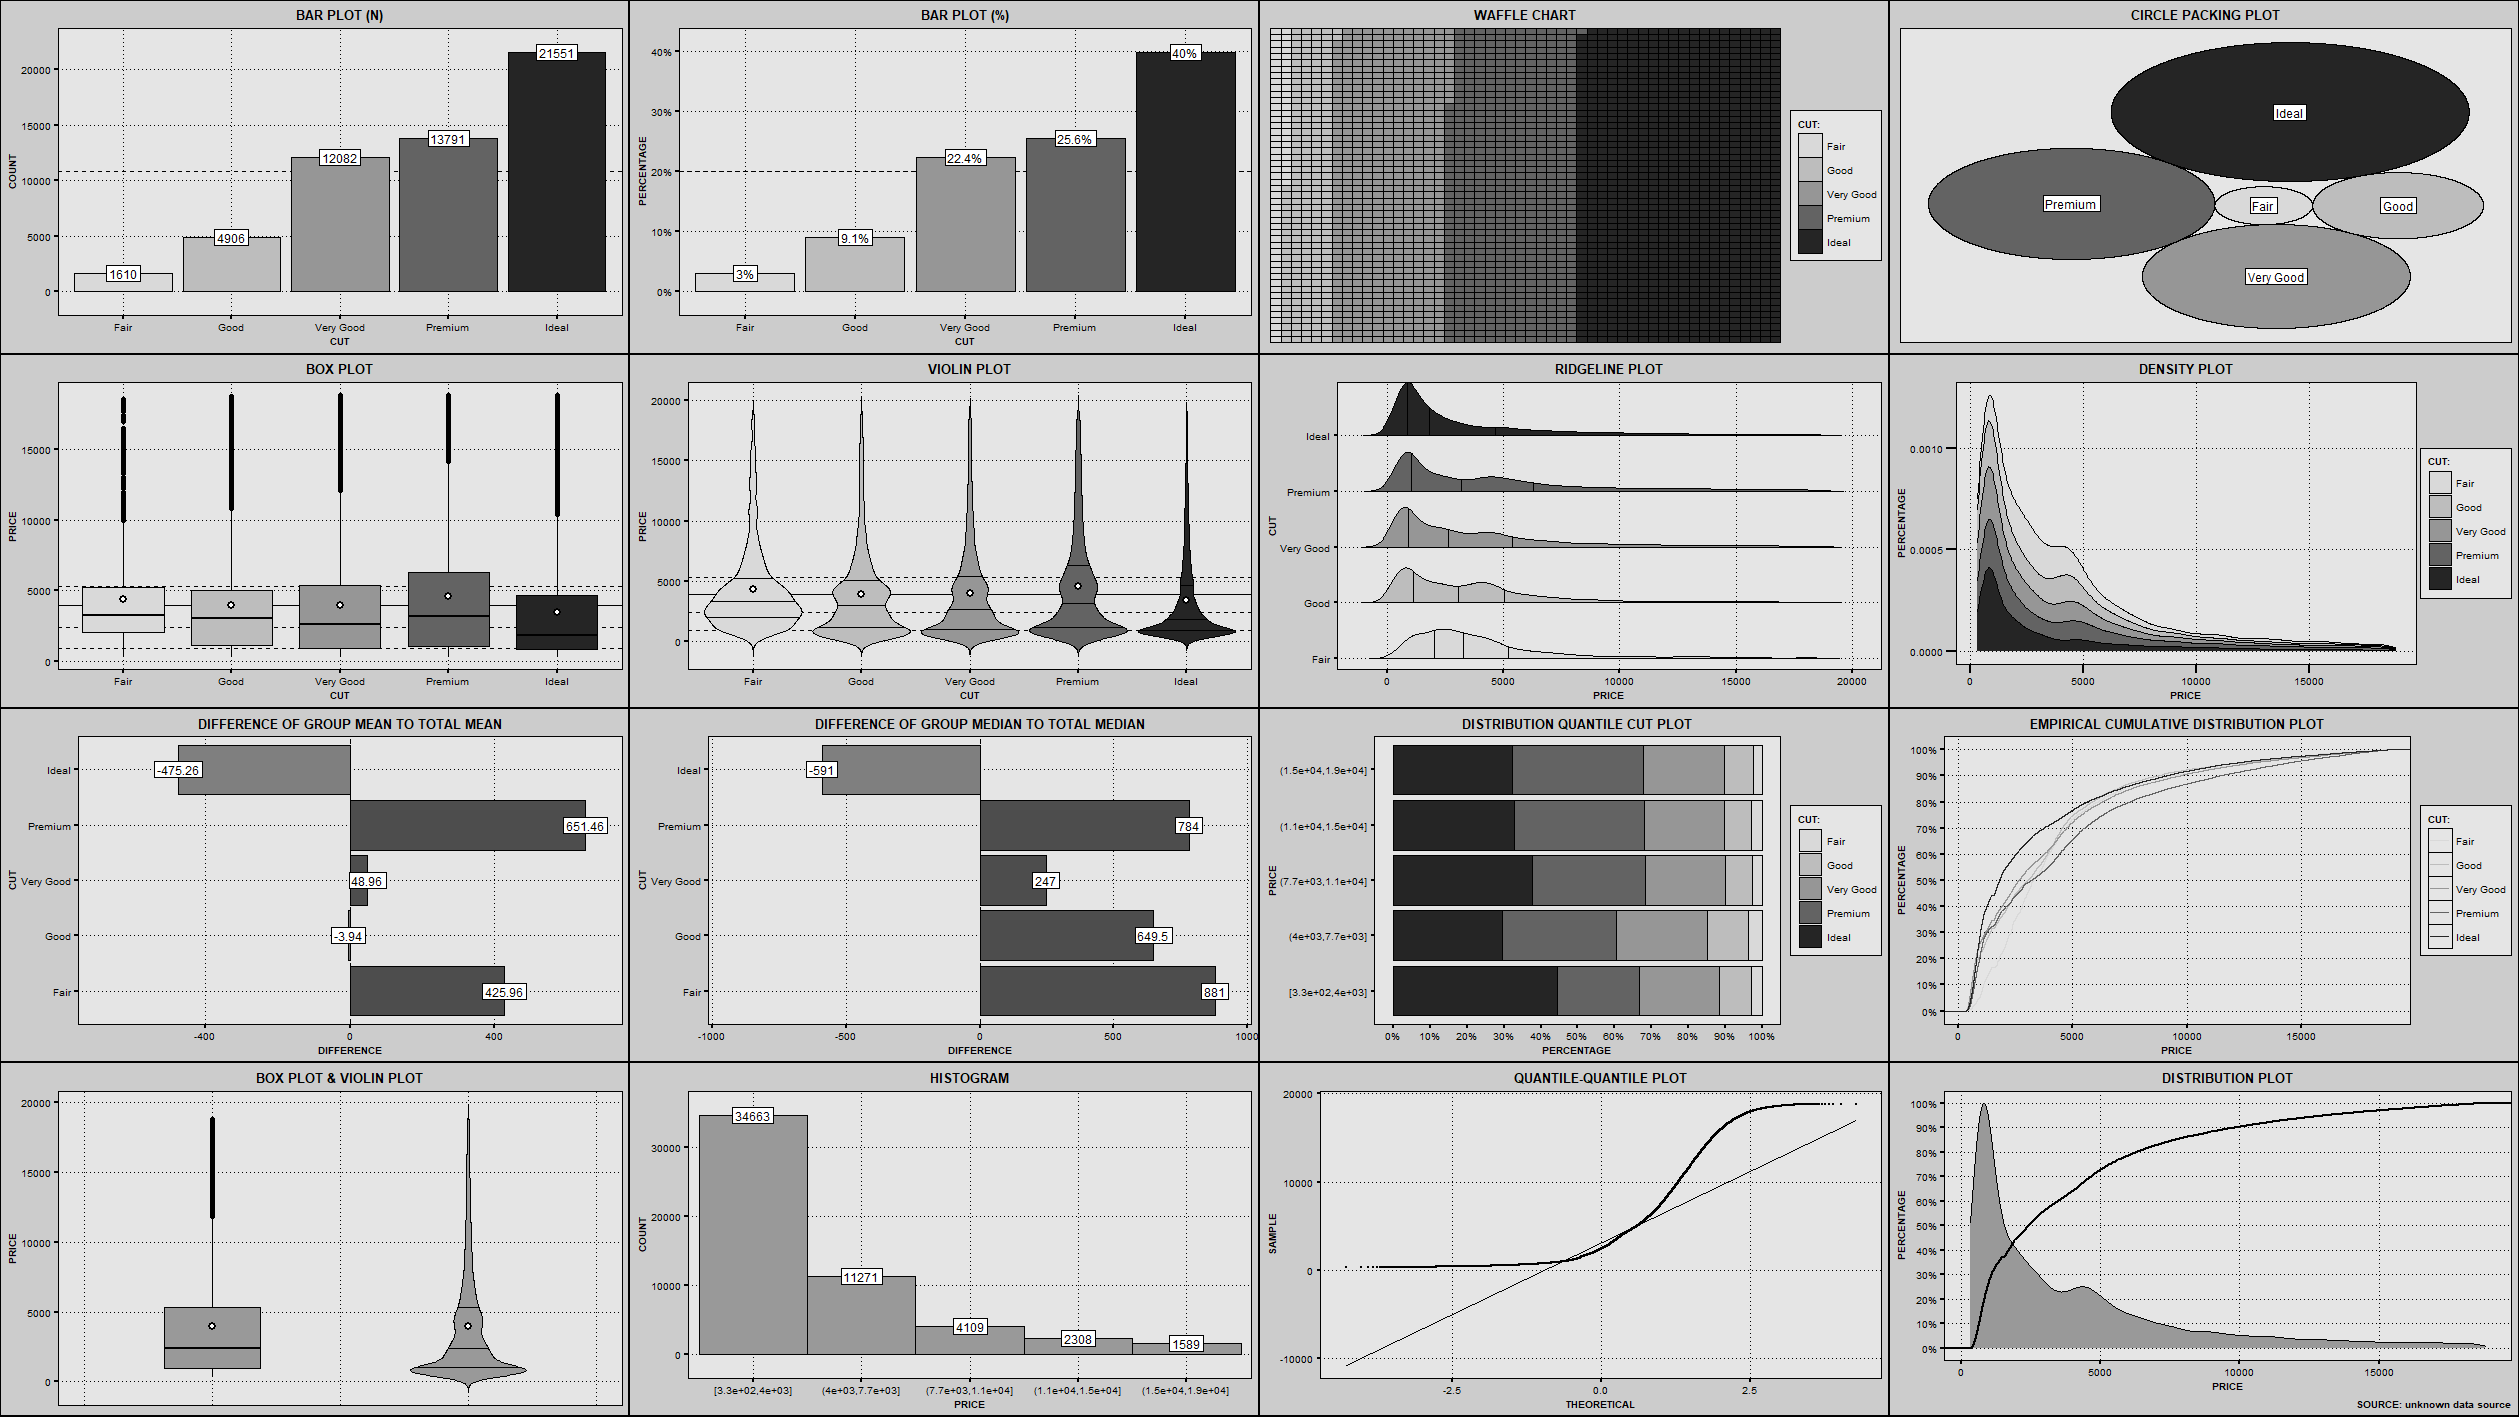 BAR PLOT (N)
COUNT
20000
15000
10000
5000
0
1610
4906
12082
13791
21551
Fair Good Very Good Premium Ideal
CUT
BAR PLOT (%)
PERCENTAGE
40%
30%
20%
10%
0%
3%
9.1%
22.4%
25.6%
40%
Fair Good Very Good Premium Ideal
CUT
WAFFLE CHART
CUT:
Fair
Good
Very Good
Premium
Ideal
CIRCLE PACKING PLOT
Ideal
Premium
Fair
Good
Very Good
BOX PLOT
PRICE
15000
10000
5000
0
Fair Good Very Good Premium Ideal
CUT
VIOLIN PLOT
PRICE
20000
15000
10000
5000
0
Fair Good Very Good Premium Ideal
CUT
RIDGELINE PLOT
CUT
Ideal
Premium
Very Good
Good
Fair
0 5000 10000 15000 20000
PRICE
DENSITY PLOT
PERCENTAGE
0.0010
0.0005
0.0000
0 5000 10000 15000
PRICE
CUT:
Fair
Good
Very Good
Premium
Ideal
DIFFERENCE OF GROUP MEAN TO TOTAL MEAN
CUT
Ideal
Premium
Very Good
Good
Fair
-475.26
651.46
48.96
-3.94
425.96
-400 0 400
DIFFERENCE
DIFFERENCE OF GROUP MEDIAN TO TOTAL MEDIAN
CUT
Ideal
Premium
Very Good
Good
Fair
-591
784
247
649.5
881
-1000 -500 0 500 1000
DIFFERENCE
DISTRIBUTION QUANTILE CUT PLOT
PRICE
(1.5e+04,1.9e+04]
(1.1e+04,1.5e+04]
(7.7e+03,1.1e+04]
(4e+03,7.7e+03]
[3.3e+02,4e+03]
0% 10% 20% 30% 40% 50% 60% 70% 80% 90% 100%
PERCENTAGE
CUT:
Fair
Good
Very Good
Premium
Ideal
EMPIRICAL CUMULATIVE DISTRIBUTION PLOT
PERCENTAGE
100%
90%
80%
70%
60%
50%
40%
30%
20%
10%
0%
0 5000 10000 15000
PRICE
CUT:
Fair
Good
Very Good
Premium
Ideal
BOX PLOT & VIOLIN PLOT
PRICE
20000
15000
10000
5000
0
HISTOGRAM
COUNT
30000
20000
10000
0
34663
11271
4109
2308
1589
[3.3e+02,4e+03] (4e+03,7.7e+03] (7.7e+03,1.1e+04] (1.1e+04,1.5e+04] (1.5e+04,1.9e+04]
PRICE
QUANTILE-QUANTILE PLOT
SAMPLE
20000
10000
0
-10000
-2.5 0.0 2.5
THEORETICAL
DISTRIBUTION PLOT
PERCENTAGE
100%
90%
80%
70%
60%
50%
40%
30%
20%
10%
0%
0 5000 10000 15000
PRICE
SOURCE: unknown data source